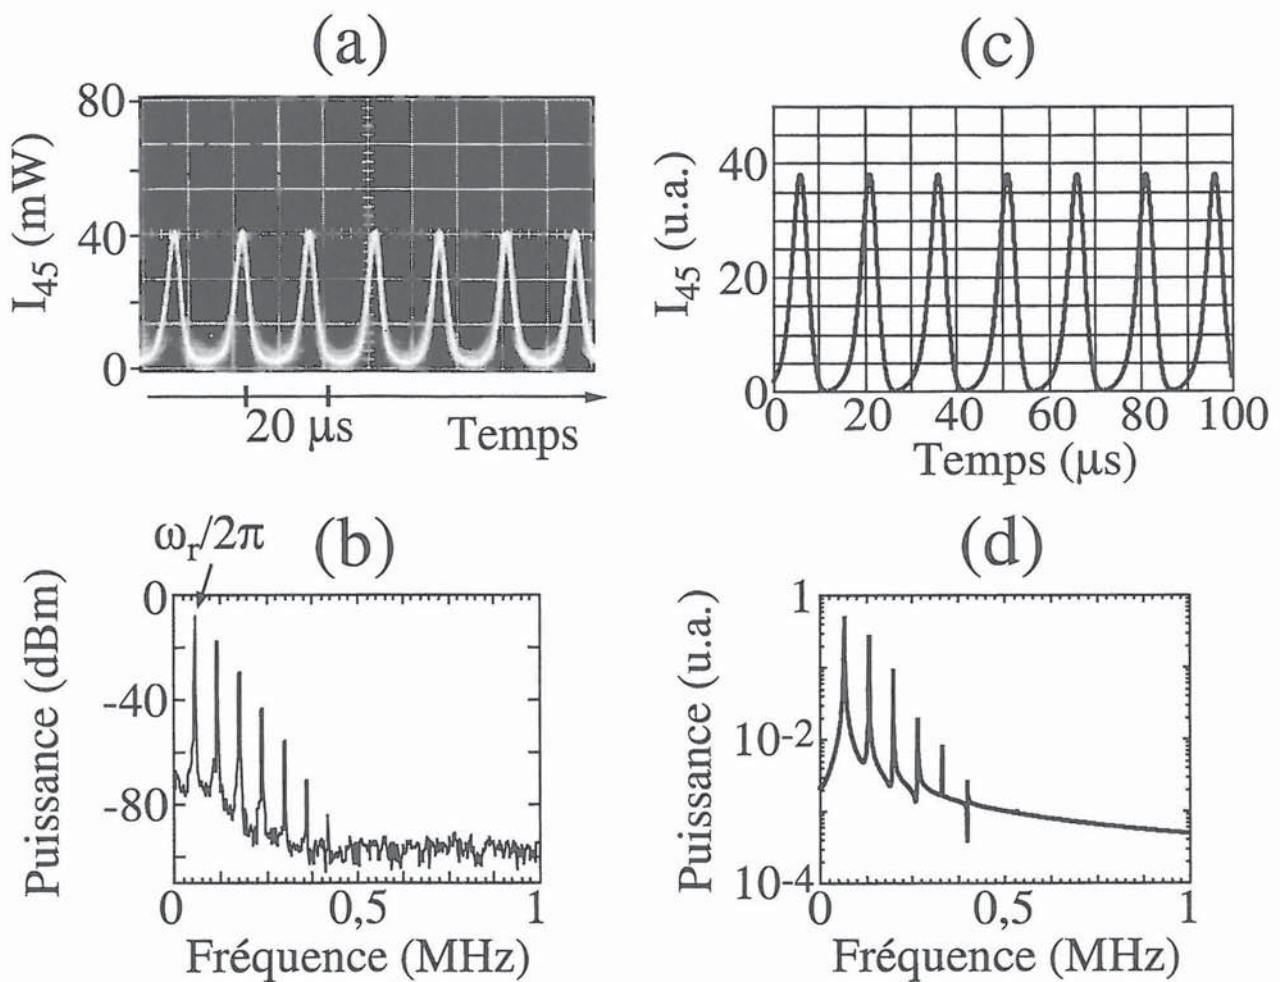 (a)
80
40
0
I45 (mW)
20 μs
Temps
(c)
40
20
0
I45 (u.a.)
0 20 40 60 80 100
Temps (μs)
(b)
ωr/2π
0
-40
-80
Puissance (dBm)
0 0,5 1
Fréquence (MHz)
(d)
1
10-2
10-4
Puissance (u.a.)
0 0,5 1
Fréquence (MHz)